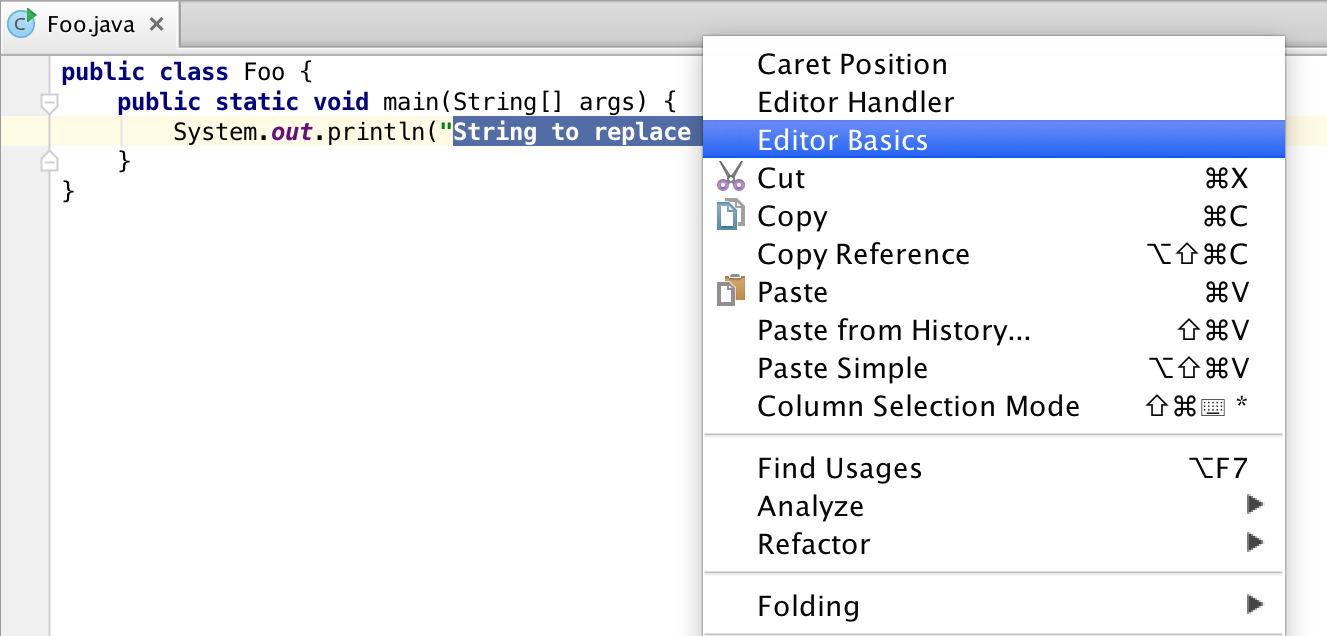 C Foo.java ×
public class Foo {
public static void main(String[] args) {
System.out.println("String to replace
}
}
Caret Position
Editor Handler
Editor Basics
Cut ⌘X
Copy ⌘C
Copy Reference ⌥⇧⌘C
Paste ⌘V
Paste from History... ⇧⌘V
Paste Simple ⌥⇧⌘V
Column Selection Mode ⇧⌘⌨ *
Find Usages ⌥F7
Analyze ▶
Refactor ▶
Folding ▶